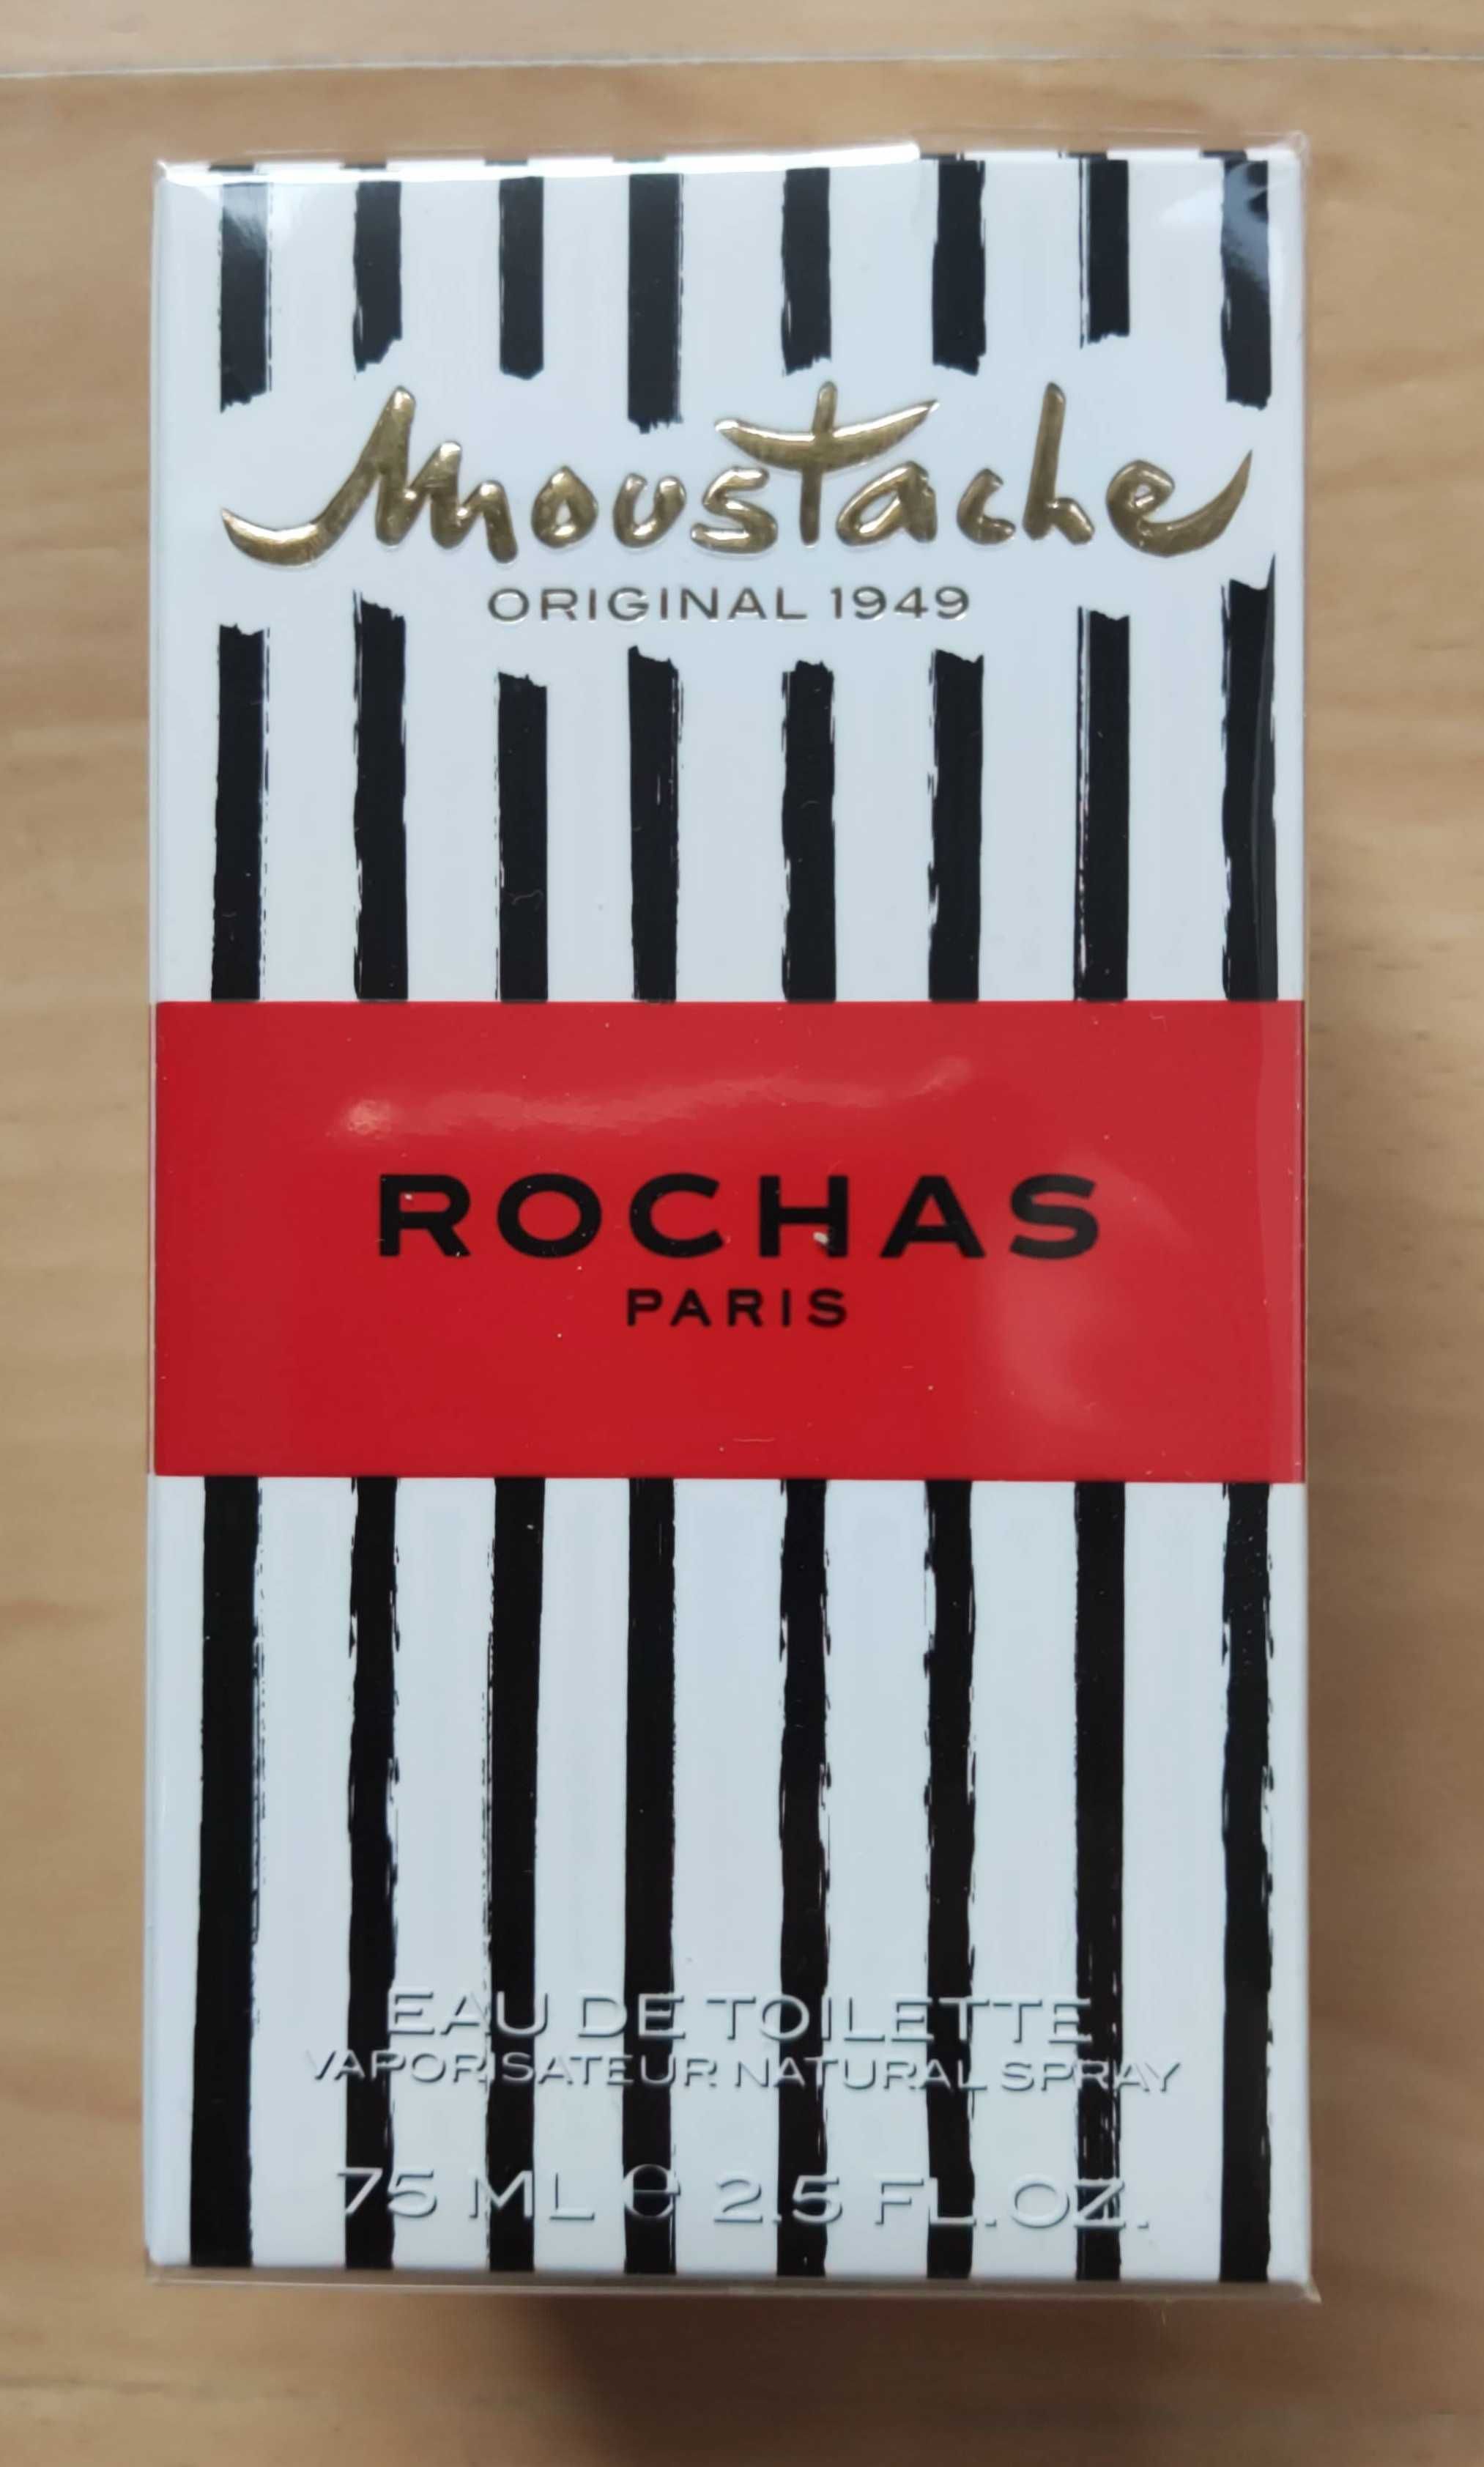 Moustache
ORIGINAL 1949
ROCHAS
PARIS
EAU DE TOILETTE
VAPORISATEUR NATURAL SPRAY
75 ML e 2.5 FL.OZ.